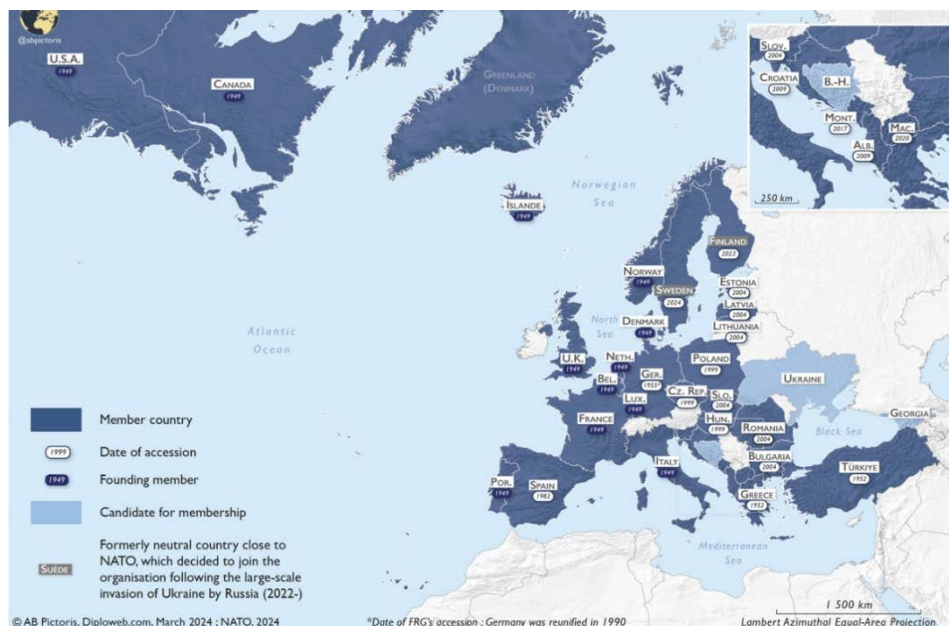 @abpictoris
U.S.A.
1949
CANADA
1949
GREENLAND
(DENMARK)
ISLANDE
1949
Norwegian
Sea
SLOV.
2004
CROATIA
2009
B.-H.
MONT.
2017
MAC.
2020
ALB.
2009
250 km
FINLAND
2023
NORWAY
1949
SWEDEN
2024
ESTONIA
2004
LATVIA
2004
LITHUANIA
2004
North
Sea
DENMARK
1949
Atlantic
Ocean
U.K.
1949
NETH.
1949
BEL.
1949
LUX.
1949
GER.
1955*
POLAND
1999
CZ. REP.
1999
SLO.
2004
HUN.
1999
UKRAINE
GEORGIA
Black Sea
FRANCE
1949
ROMANIA
2004
BULGARIA
2004
ITALY
1949
POR.
1949
SPAIN
1982
GREECE
1952
TÜRKIYE
1952
Mediterranean
Sea
Member country
1999
Date of accession
1949
Founding member
Candidate for membership
SUÈDE
Formerly neutral country close to
NATO, which decided to join the
organisation following the large-scale
invasion of Ukraine by Russia (2022-)
1 500 km
© AB Pictoris, Diploweb.com, March 2024 ; NATO, 2024
*Date of FRG's accession ; Germany was reunified in 1990
Lambert Azimuthal Equal-Area Projection